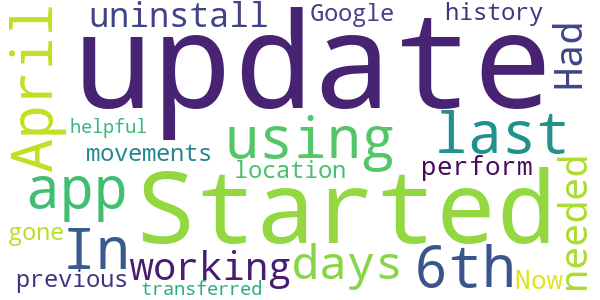 uninstall Google history
April update Had
helpful using last
movements location perform
app Started needed
gone In days 6th Now
previous working
transferred